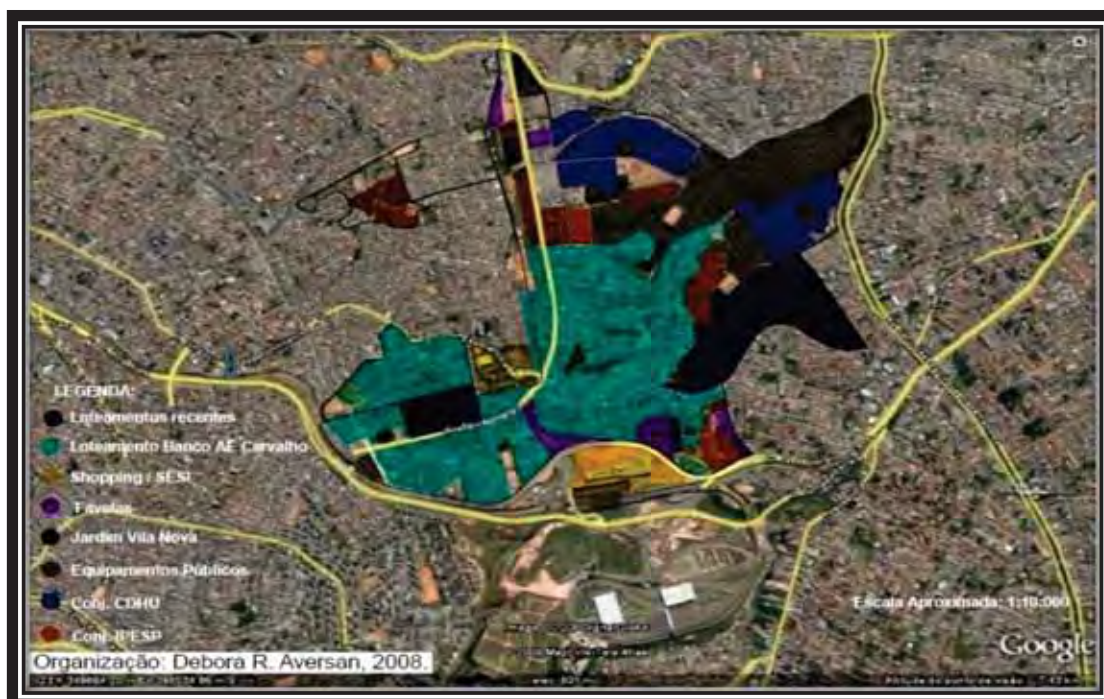 LEGENDA:
Loteamentos recentes
Loteamento Banco AE Carvalho
Shopping / SESI
Favelas
Jardim Vila Nova
Equipamentos Públicos
Conj. CDHU
Conj. IPESP
Escala Aproximada: 1:10.000
Google
Organização: Debora R. Aversan, 2008.